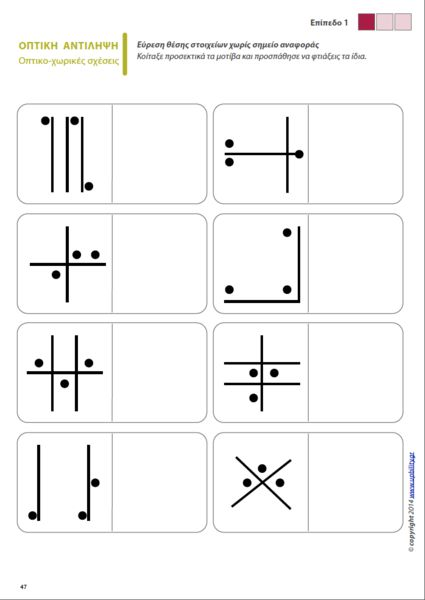 Επίπεδο 1
ΟΠΤΙΚΗ ΑΝΤΙΛΗΨΗ
Οπτικο-χωρικές σχέσεις
Εύρεση θέσης στοιχείων χωρίς σημείο αναφοράς
Κοίταξε προσεκτικά τα μοτίβα και προσπάθησε να φτιάξεις τα ίδια.
© copyright 2014 www.upbility.gr
47